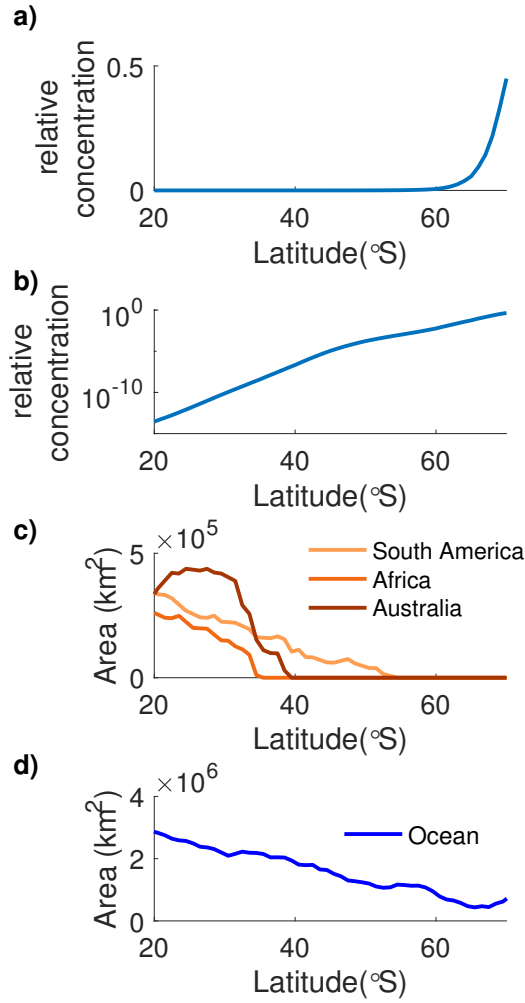 a)
relative
concentration
0.5
0
20 40 60
Latitude(°S)
b)
relative
concentration
10^0
10^-10
20 40 60
Latitude(°S)
c)
× 10^5
Area (km^2)
5
0
South America
Africa
Australia
20 40 60
Latitude(°S)
d)
× 10^6
Area (km^2)
4
2
0
Ocean
20 40 60
Latitude(°S)